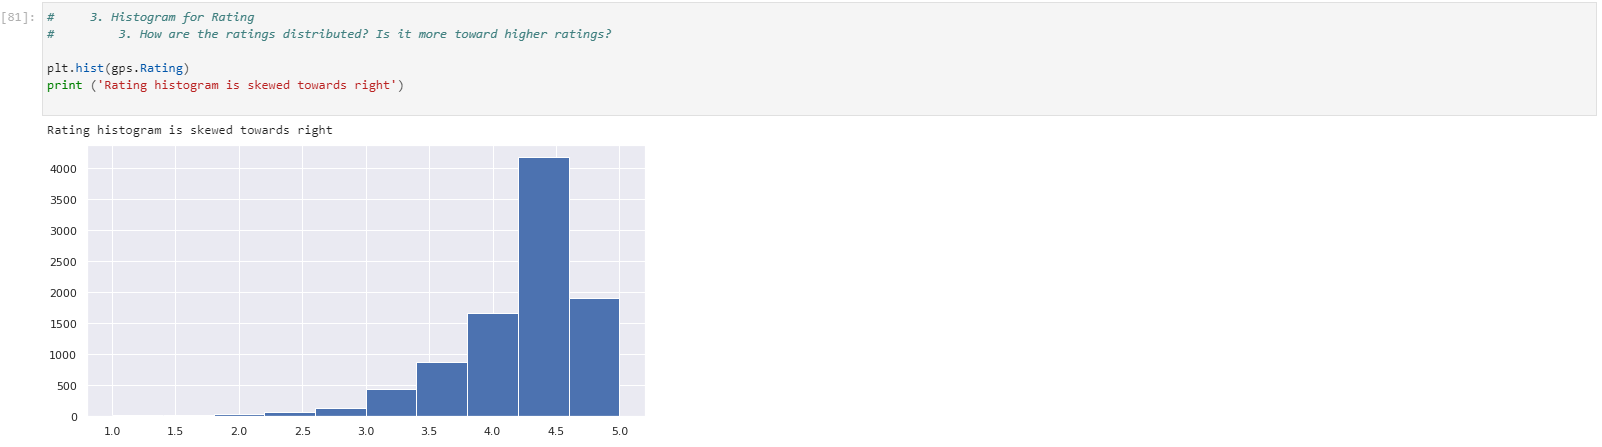 [81]: #     3. Histogram for Rating
#         3. How are the ratings distributed? Is it more toward higher ratings?
plt.hist(gps.Rating)
print ('Rating histogram is skewed towards right')
Rating histogram is skewed towards right
4000
3500
3000
2500
2000
1500
1000
500
0
1.0 1.5 2.0 2.5 3.0 3.5 4.0 4.5 5.0